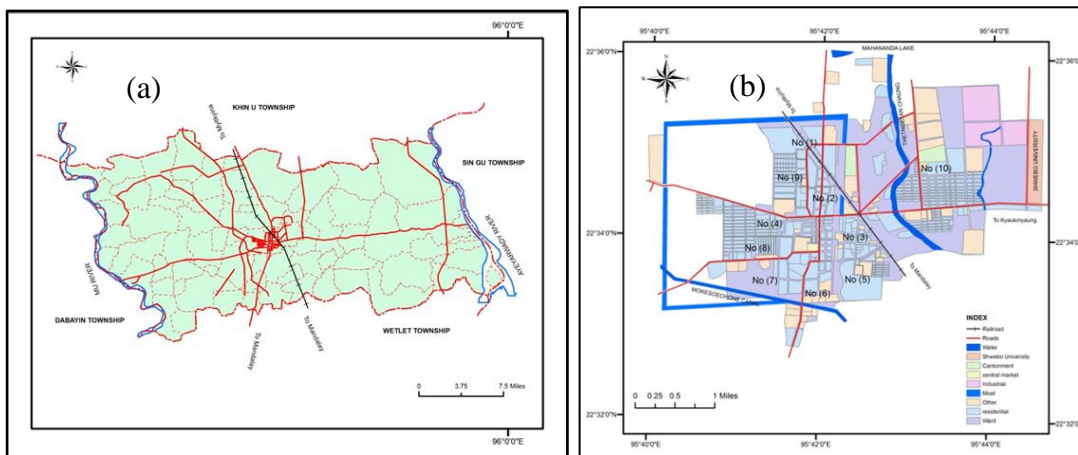 96°0'0"E
(a)
KHIN U TOWNSHIP
To Myitkyina
SIN GU TOWNSHIP
AYEYARWADY RIVER
MU RIVER
DABAYIN TOWNSHIP
WETLET TOWNSHIP
To Mandalay
To Mandalay
0 3.75 7.5 Miles
96°0'0"E
95°40'0"E
95°42'0"E
95°44'0"E
MAHANANDA LAKE
22°36'0"N
22°36'0"
(b)
N
W E
S
To Myitkyina
No (1)
No (9)
No (2)
No (10)
SHWEBO UNIVERSITY
No (4)
To Kyaukmyaung
22°34'0"N
22°34'0"
No (3)
No (8)
To Mandalay
No (7)
No (5)
No (6)
INDEX
Railroad
Roads
Water
Shwebo University
Cantonment
central market
Industrial
Moat
Other
residential
Ward
0 0.25 0.5 1 Miles
22°32'0"N
22°32'0"
95°40'0"E
95°42'0"E
95°44'0"E